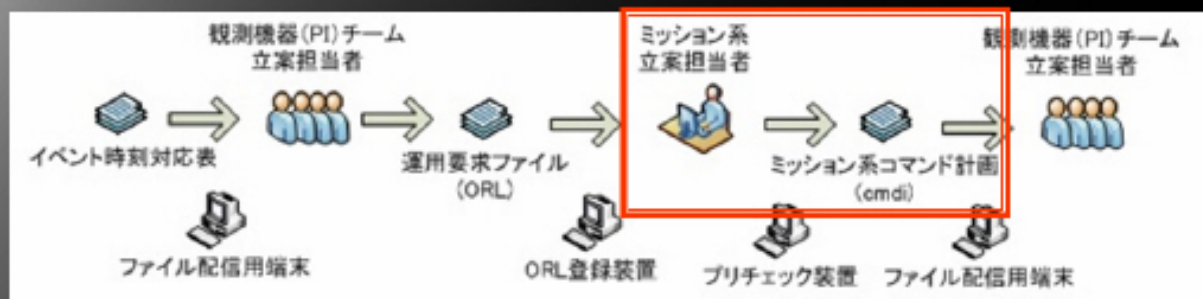 観測機器(PI)チーム
立案担当者
ミッション系
立案担当者
観測機器(PI)チーム
立案担当者
イベント時刻対応表
運用要求ファイル
(ORL)
ミッション系コマンド計画
(cmdi)
ファイル配信用端末
ORL登録装置
プリチェック装置
ファイル配信用端末